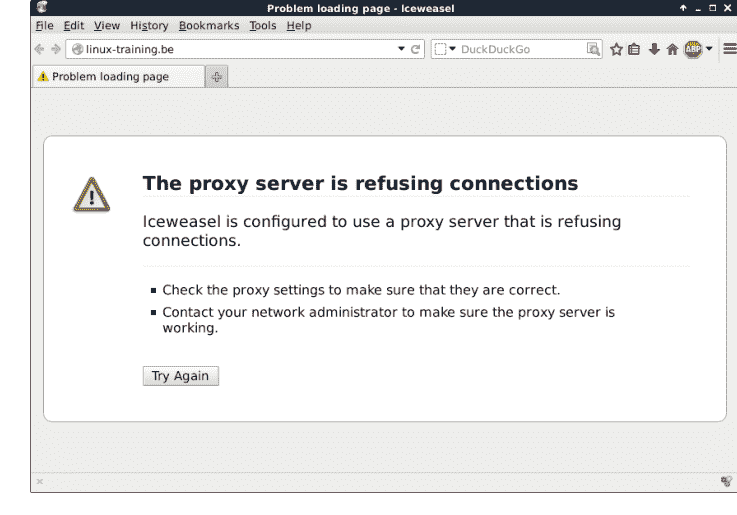 Problem loading page - Iceweasel
File Edit View History Bookmarks Tools Help
linux-training.be DuckDuckGo ABP
Problem loading page
The proxy server is refusing connections
Iceweasel is configured to use a proxy server that is refusing
connections.
Check the proxy settings to make sure that they are correct.
Contact your network administrator to make sure the proxy server is
working.
Try Again